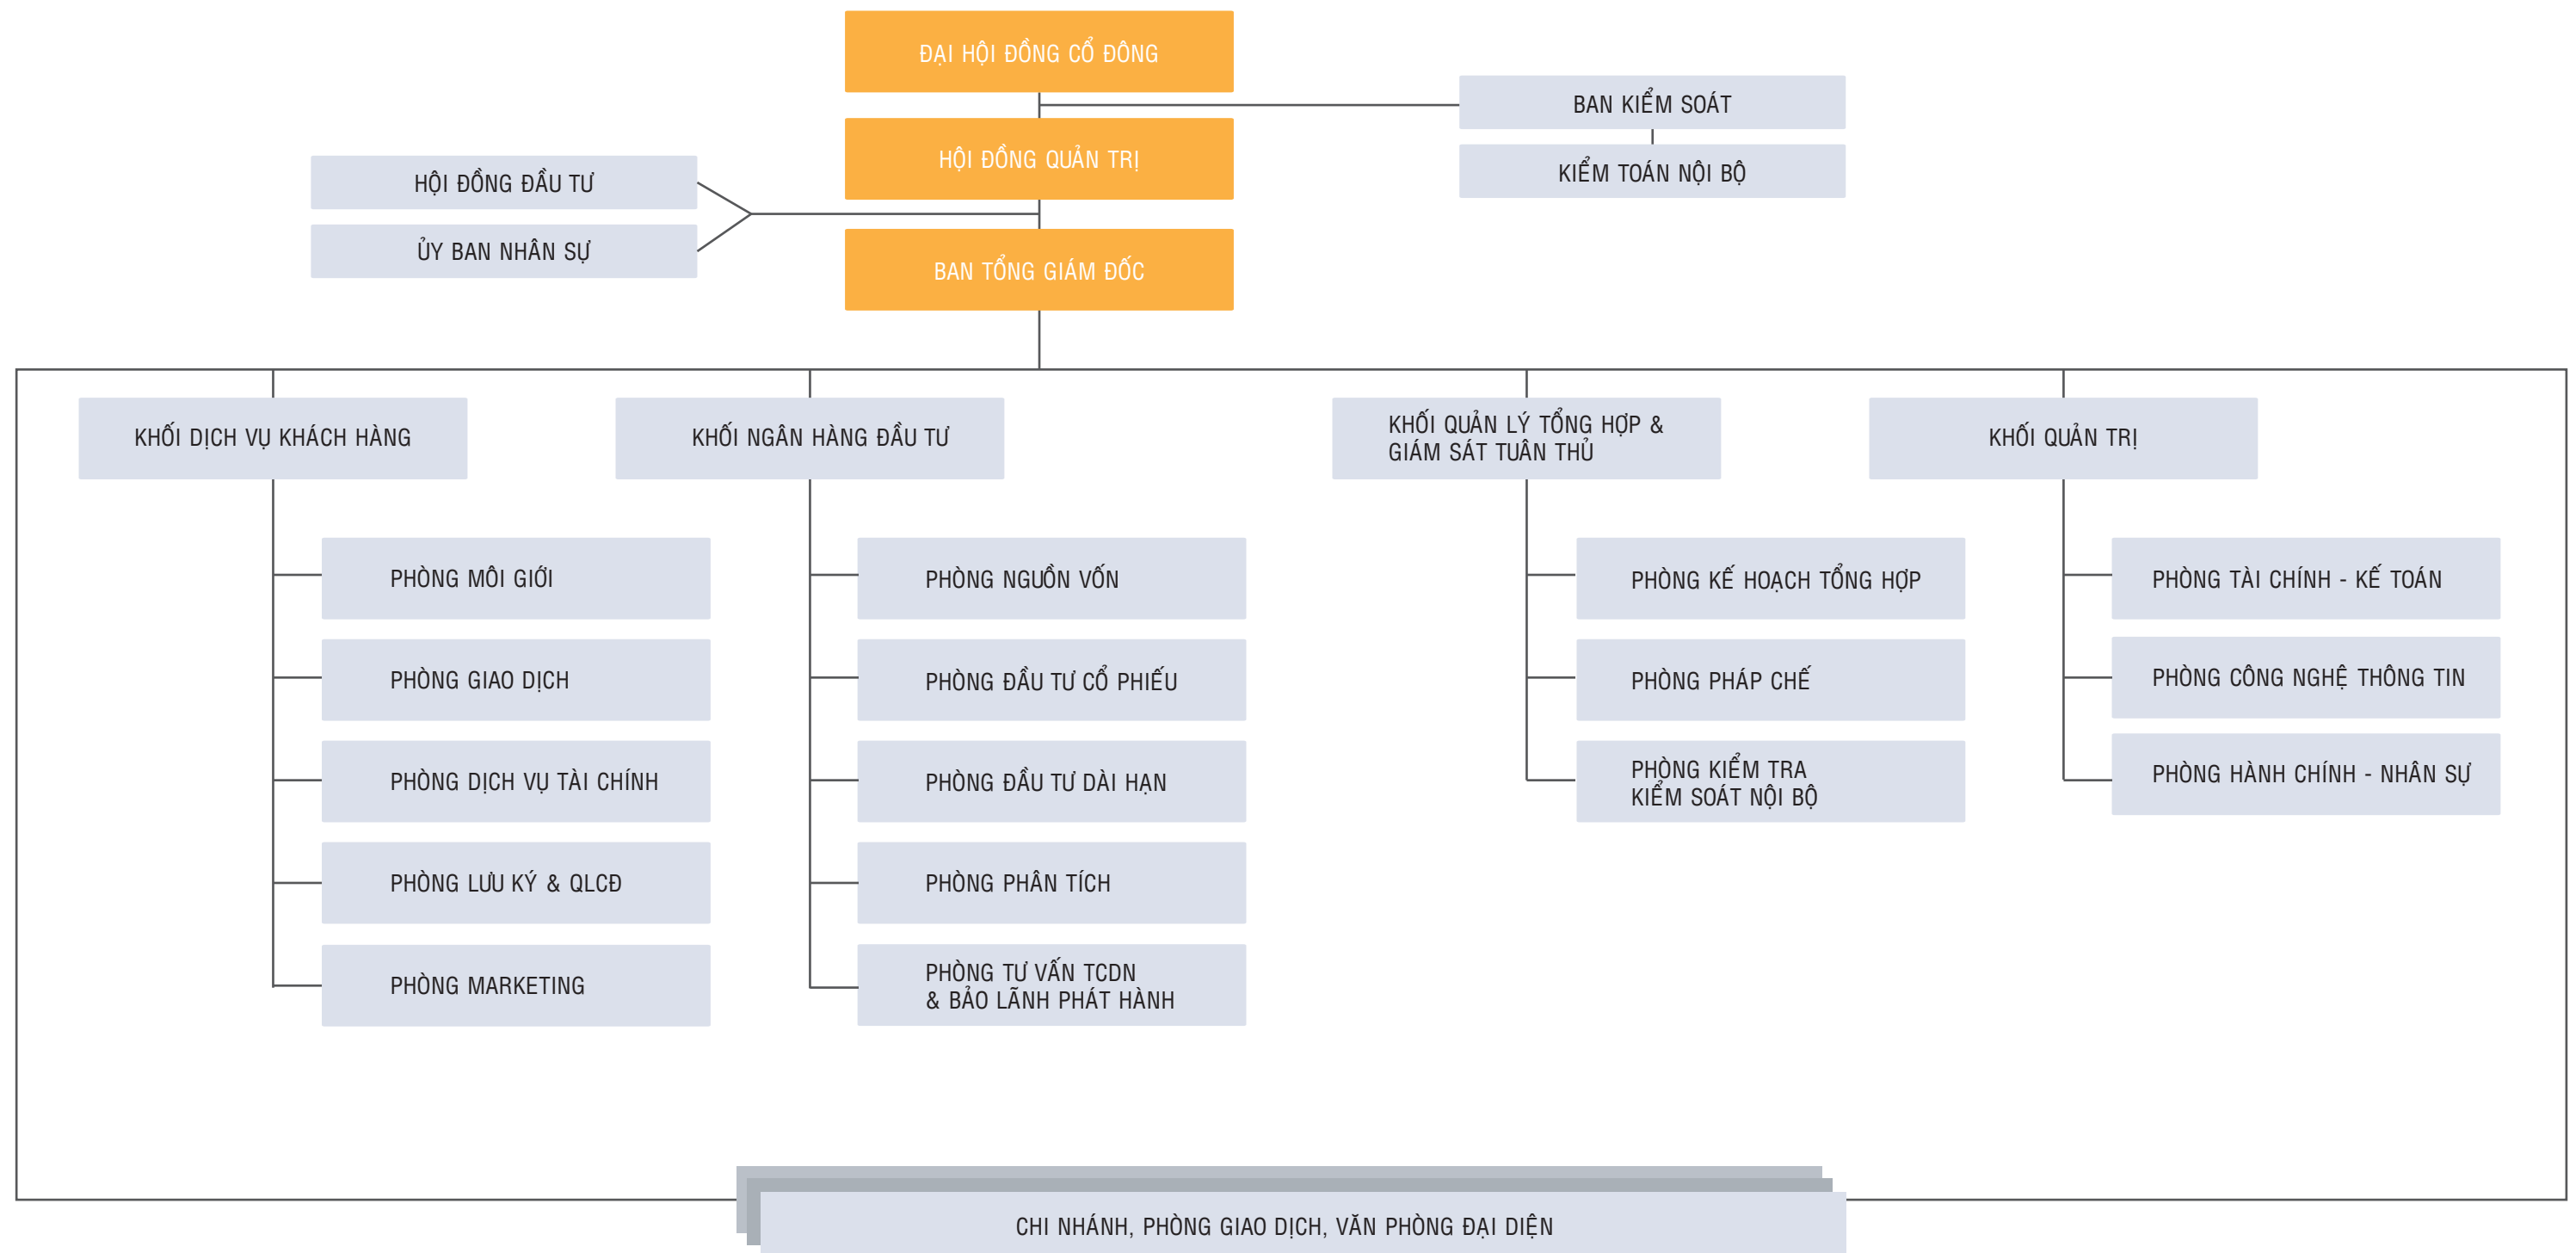 ĐẠI HỘI ĐỒNG CỔ ĐÔNG
BAN KIỂM SOÁT
HỘI ĐỒNG QUẢN TRỊ
KIỂM TOÁN NỘI BỘ
HỘI ĐỒNG ĐẦU TƯ
ỦY BAN NHÂN SỰ
BAN TỔNG GIÁM ĐỐC
KHỐI DỊCH VỤ KHÁCH HÀNG
PHÒNG MÔI GIỚI
PHÒNG GIAO DỊCH
PHÒNG DỊCH VỤ TÀI CHÍNH
PHÒNG LƯU KÝ & QLCĐ
PHÒNG MARKETING
KHỐI NGÂN HÀNG ĐẦU TƯ
PHÒNG NGUỒN VỐN
PHÒNG ĐẦU TƯ CỔ PHIẾU
PHÒNG ĐẦU TƯ DÀI HẠN
PHÒNG PHÂN TÍCH
PHÒNG TƯ VẤN TCDN
& BẢO LÃNH PHÁT HÀNH
KHỐI QUẢN LÝ TỔNG HỢP &
GIÁM SÁT TUÂN THỦ
PHÒNG KẾ HOẠCH TỔNG HỢP
PHÒNG PHÁP CHẾ
PHÒNG KIỂM TRA
KIỂM SOÁT NỘI BỘ
KHỐI QUẢN TRỊ
PHÒNG TÀI CHÍNH - KẾ TOÁN
PHÒNG CÔNG NGHỆ THÔNG TIN
PHÒNG HÀNH CHÍNH - NHÂN SỰ
CHI NHÁNH, PHÒNG GIAO DỊCH, VĂN PHÒNG ĐẠI DIỆN